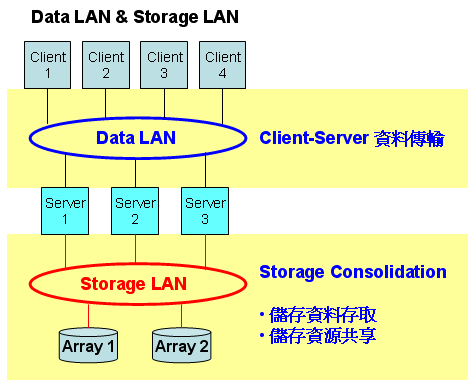 Data LAN & Storage LAN
Client 1
Client 2
Client 3
Client 4
Data LAN
Client-Server 資料傳輸
Server 1
Server 2
Server 3
Storage LAN
Storage Consolidation
・儲存資料存取
・儲存資源共享
Array 1
Array 2